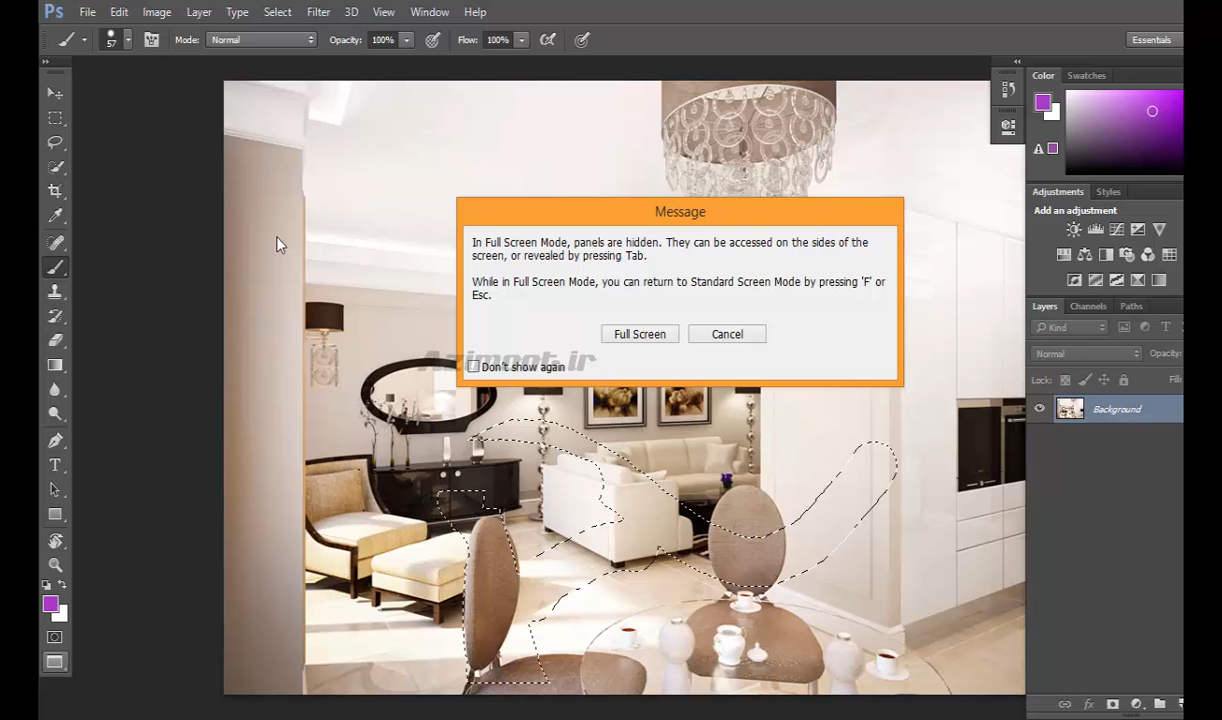 Ps File Edit Image Layer Type Select Filter 3D View Window Help
57 Mode: Normal Opacity: 100% Flow: 100% Essentials
Color Swatches
Message
In Full Screen Mode, panels are hidden. They can be accessed on the sides of the
screen, or revealed by pressing Tab.
While in Full Screen Mode, you can return to Standard Screen Mode by pressing 'F' or
Esc.
Full Screen Cancel
Azimoot.ir
Don't show again
Adjustments Styles
Add an adjustment
Layers Channels Paths
Kind T
Normal Opacity:
Lock: Fill:
Background
fx